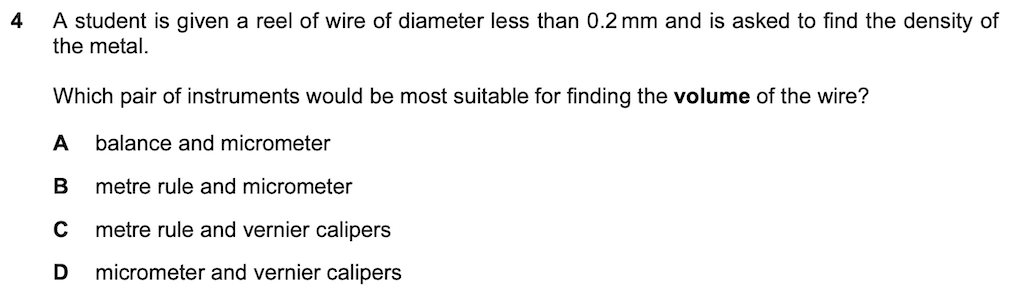 4 A student is given a reel of wire of diameter less than 0.2 mm and is asked to find the density of
the metal.
Which pair of instruments would be most suitable for finding the volume of the wire?
A balance and micrometer
B metre rule and micrometer
C metre rule and vernier calipers
D micrometer and vernier calipers